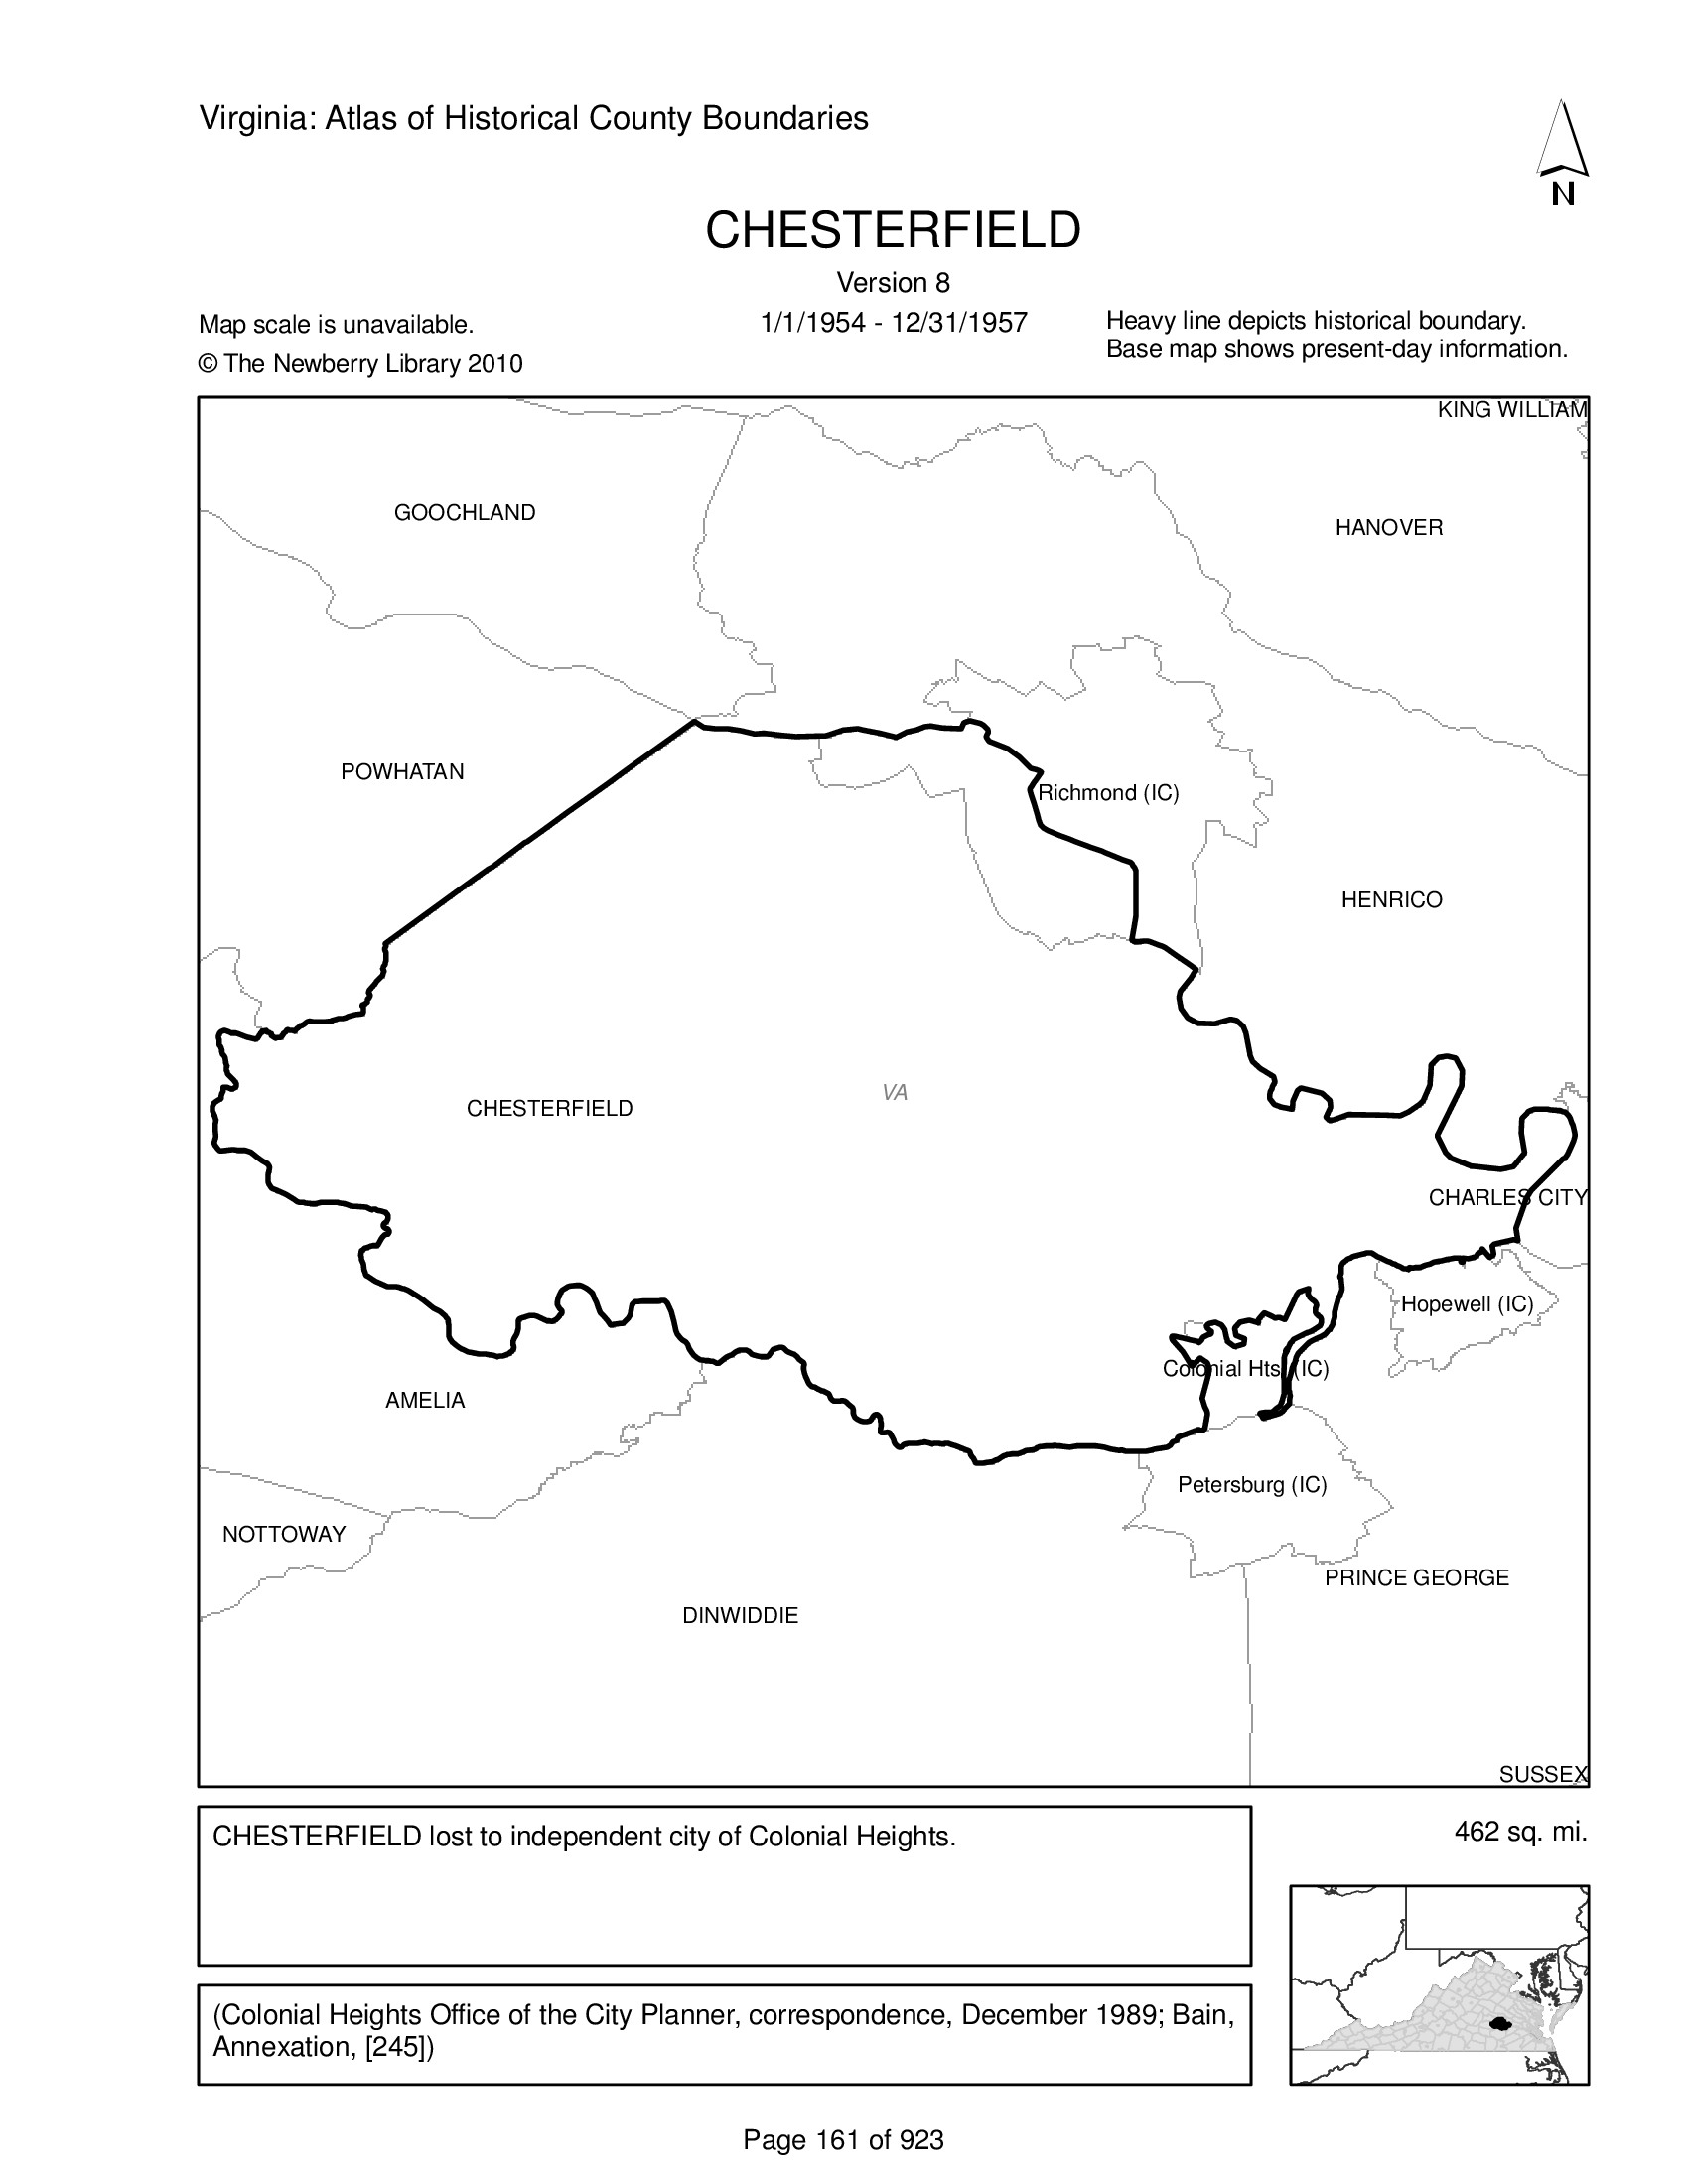 Virginia: Atlas of Historical County Boundaries
N
CHESTERFIELD
Version 8
1/1/1954 - 12/31/1957
Map scale is unavailable.
© The Newberry Library 2010
Heavy line depicts historical boundary.
Base map shows present-day information.
KING WILLIAM
GOOCHLAND
HANOVER
POWHATAN
Richmond (IC)
HENRICO
VA
CHESTERFIELD
CHARLES CITY
Hopewell (IC)
Colonial Hts. (IC)
AMELIA
Petersburg (IC)
NOTTOWAY
PRINCE GEORGE
DINWIDDIE
SUSSEX
CHESTERFIELD lost to independent city of Colonial Heights.
462 sq. mi.
(Colonial Heights Office of the City Planner, correspondence, December 1989; Bain,
Annexation, [245])
Page 161 of 923